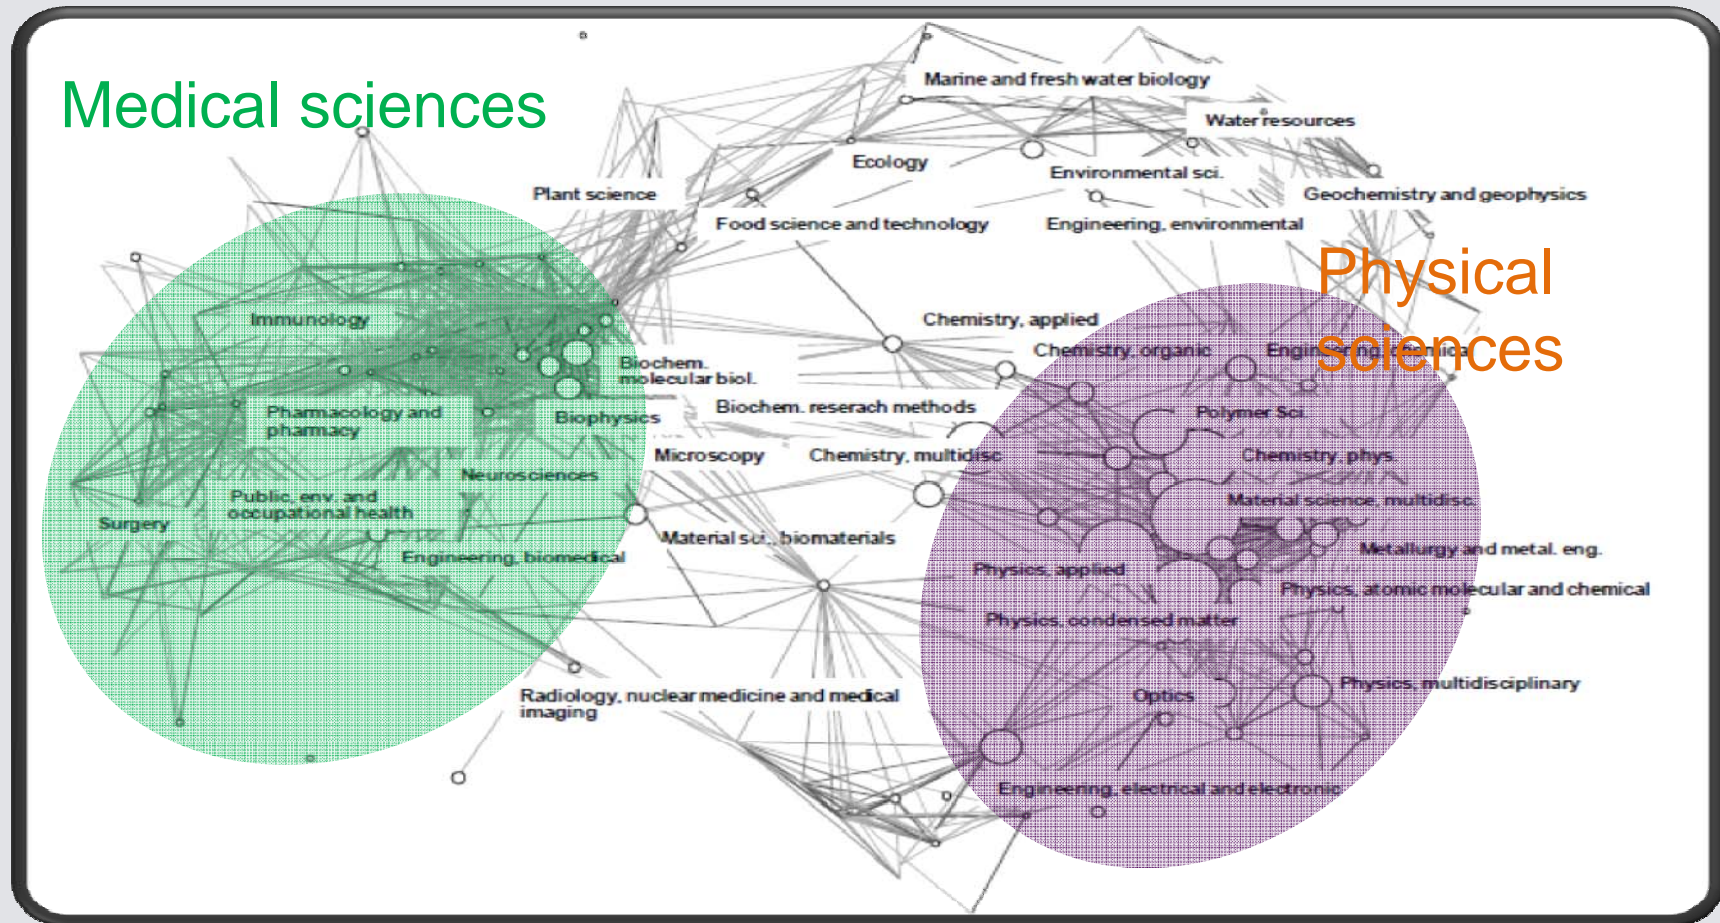 Medical sciences
Marine and fresh water biology
Water resources
Ecology
Environmental sci.
Plant science
Geochemistry and geophysics
Food science and technology
Engineering, environmental
Physical
sciences
Immunology
Chemistry, applied
Chemistry, organic
Engineering, chemical
Biochem.
molecular biol.
Pharmacology and
pharmacy
Biophysics
Biochem. reserach methods
Polymer Sci.
Microscopy
Chemistry, multidisc
Chemistry, phys.
Neurosciences
Public, env. and
occupational health
Material science, multidisc.
Surgery
Material sci., biomaterials
Engineering, biomedical
Metallurgy and metal. eng.
Physics, applied
Physics, atomic molecular and chemical
Physics, condensed matter
Radiology, nuclear medicine and medical
imaging
Optics
Physics, multidisciplinary
Engineering, electrical and electronic